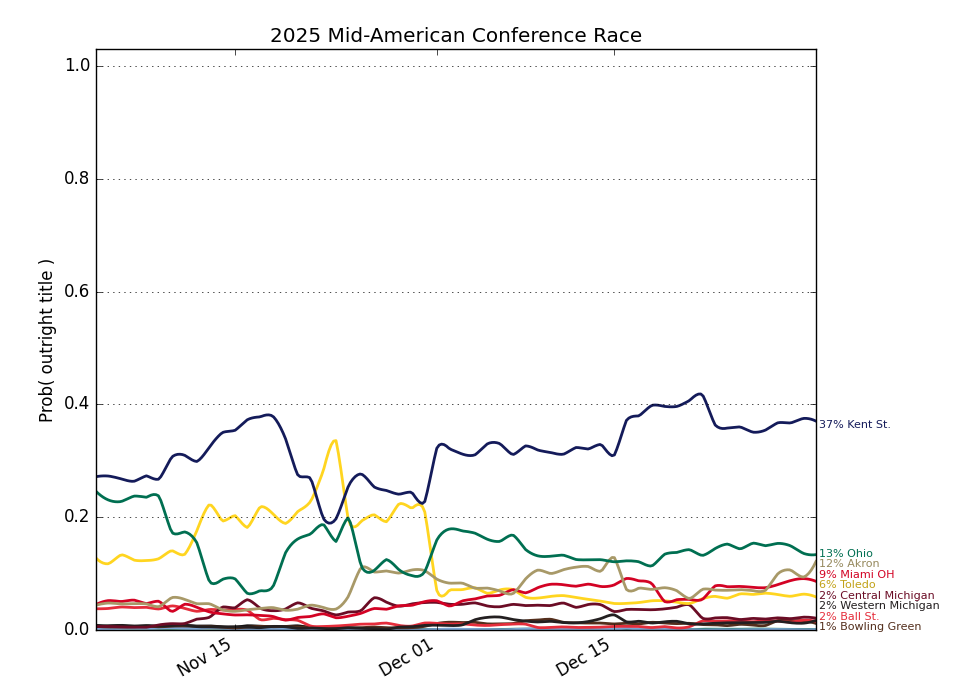 2025 Mid-American Conference Race
Prob( outright title )
1.0
0.8
0.6
0.4
0.2
0.0
Nov 15
Dec 01
Dec 15
37% Kent St.
13% Ohio
12% Akron
9% Miami OH
6% Toledo
2% Central Michigan
2% Western Michigan
2% Ball St.
1% Bowling Green